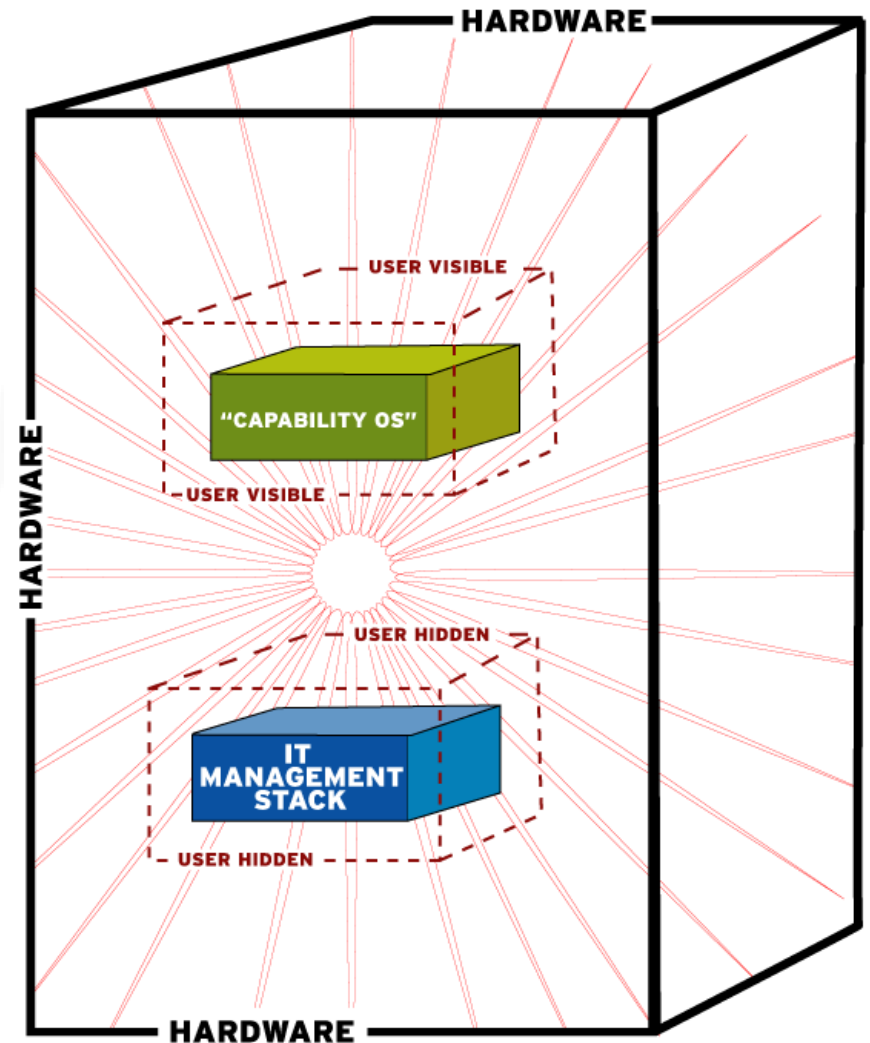 HARDWARE
USER VISIBLE
“CAPABILITY OS”
USER VISIBLE
HARDWARE
USER HIDDEN
IT
MANAGEMENT
STACK
USER HIDDEN
HARDWARE